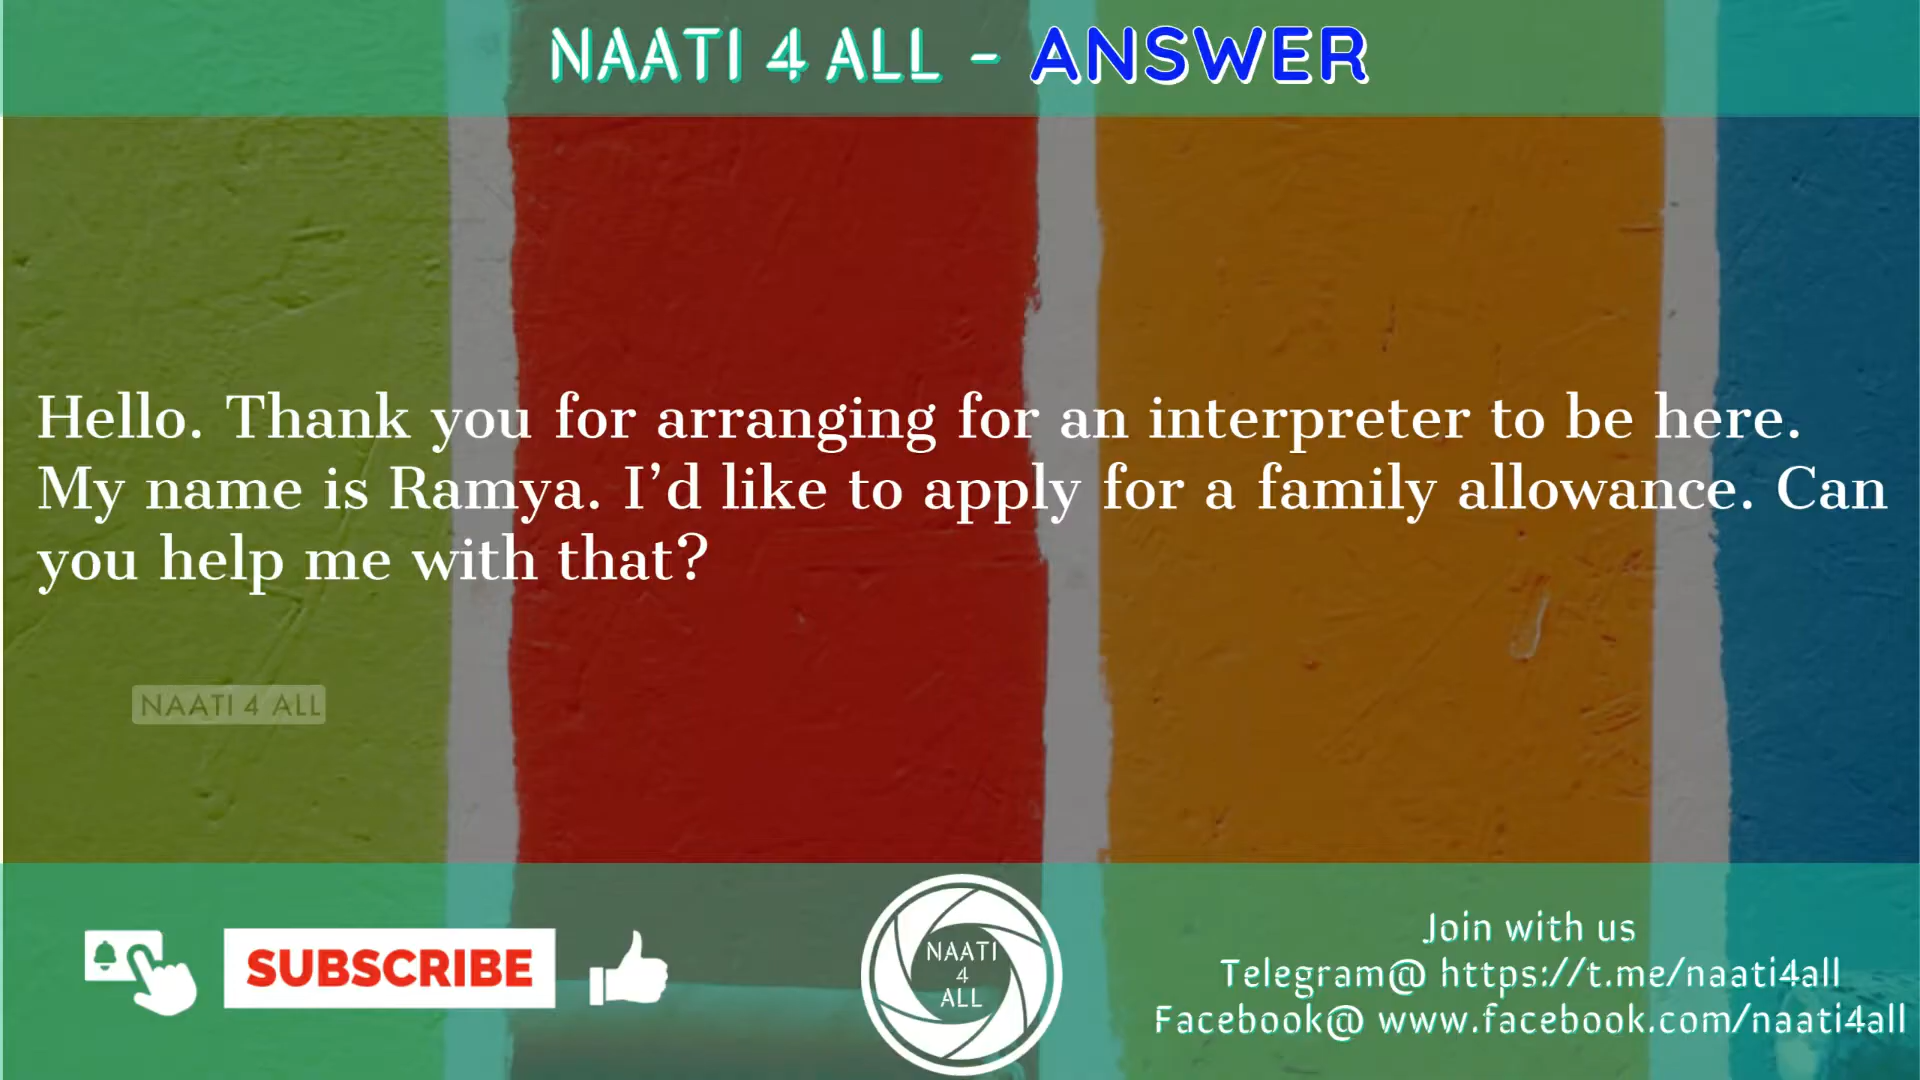 NAATI 4 ALL - ANSWER
Hello. Thank you for arranging for an interpreter to be here.
My name is Ramya. I’d like to apply for a family allowance. Can
you help me with that?
NAATI 4 ALL
SUBSCRIBE
NAATI
4
ALL
Join with us
Telegram@ https://t.me/naati4all
Facebook@ www.facebook.com/naati4all